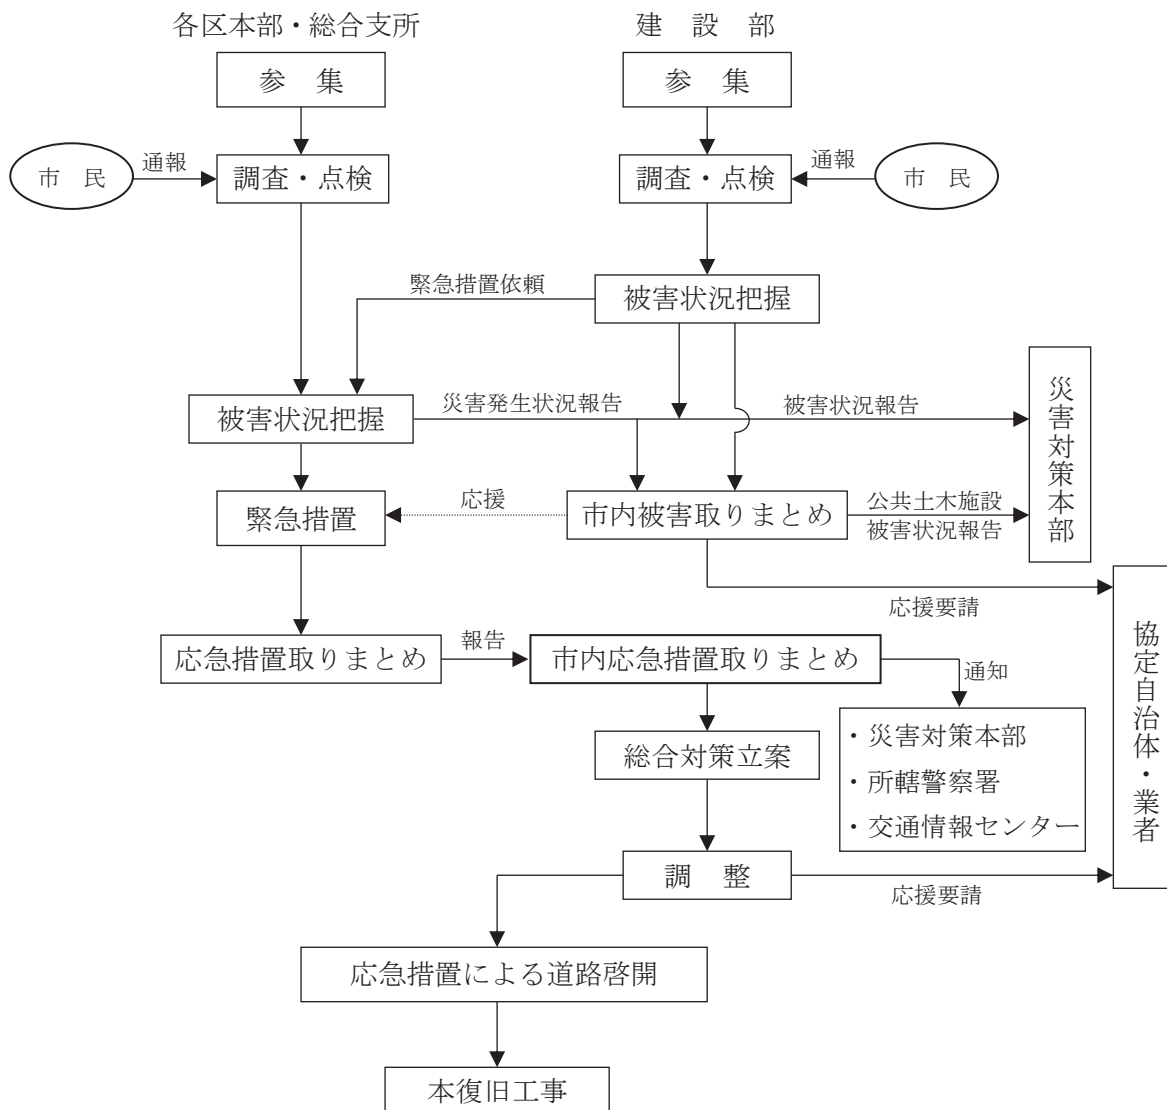 各区本部・総合支所
建　設　部
参　集
参　集
市　民
通報
調査・点検
調査・点検
通報
市　民
緊急措置依頼
被害状況把握
被害状況把握
災害発生状況報告
被害状況報告
災害対策本部
緊急措置
応援
市内被害取りまとめ
公共土木施設
被害状況報告
応援要請
協定自治体・業者
応急措置取りまとめ
報告
市内応急措置取りまとめ
通知
・災害対策本部
・所轄警察署
・交通情報センター
総合対策立案
調　整
応援要請
応急措置による道路啓開
本復旧工事